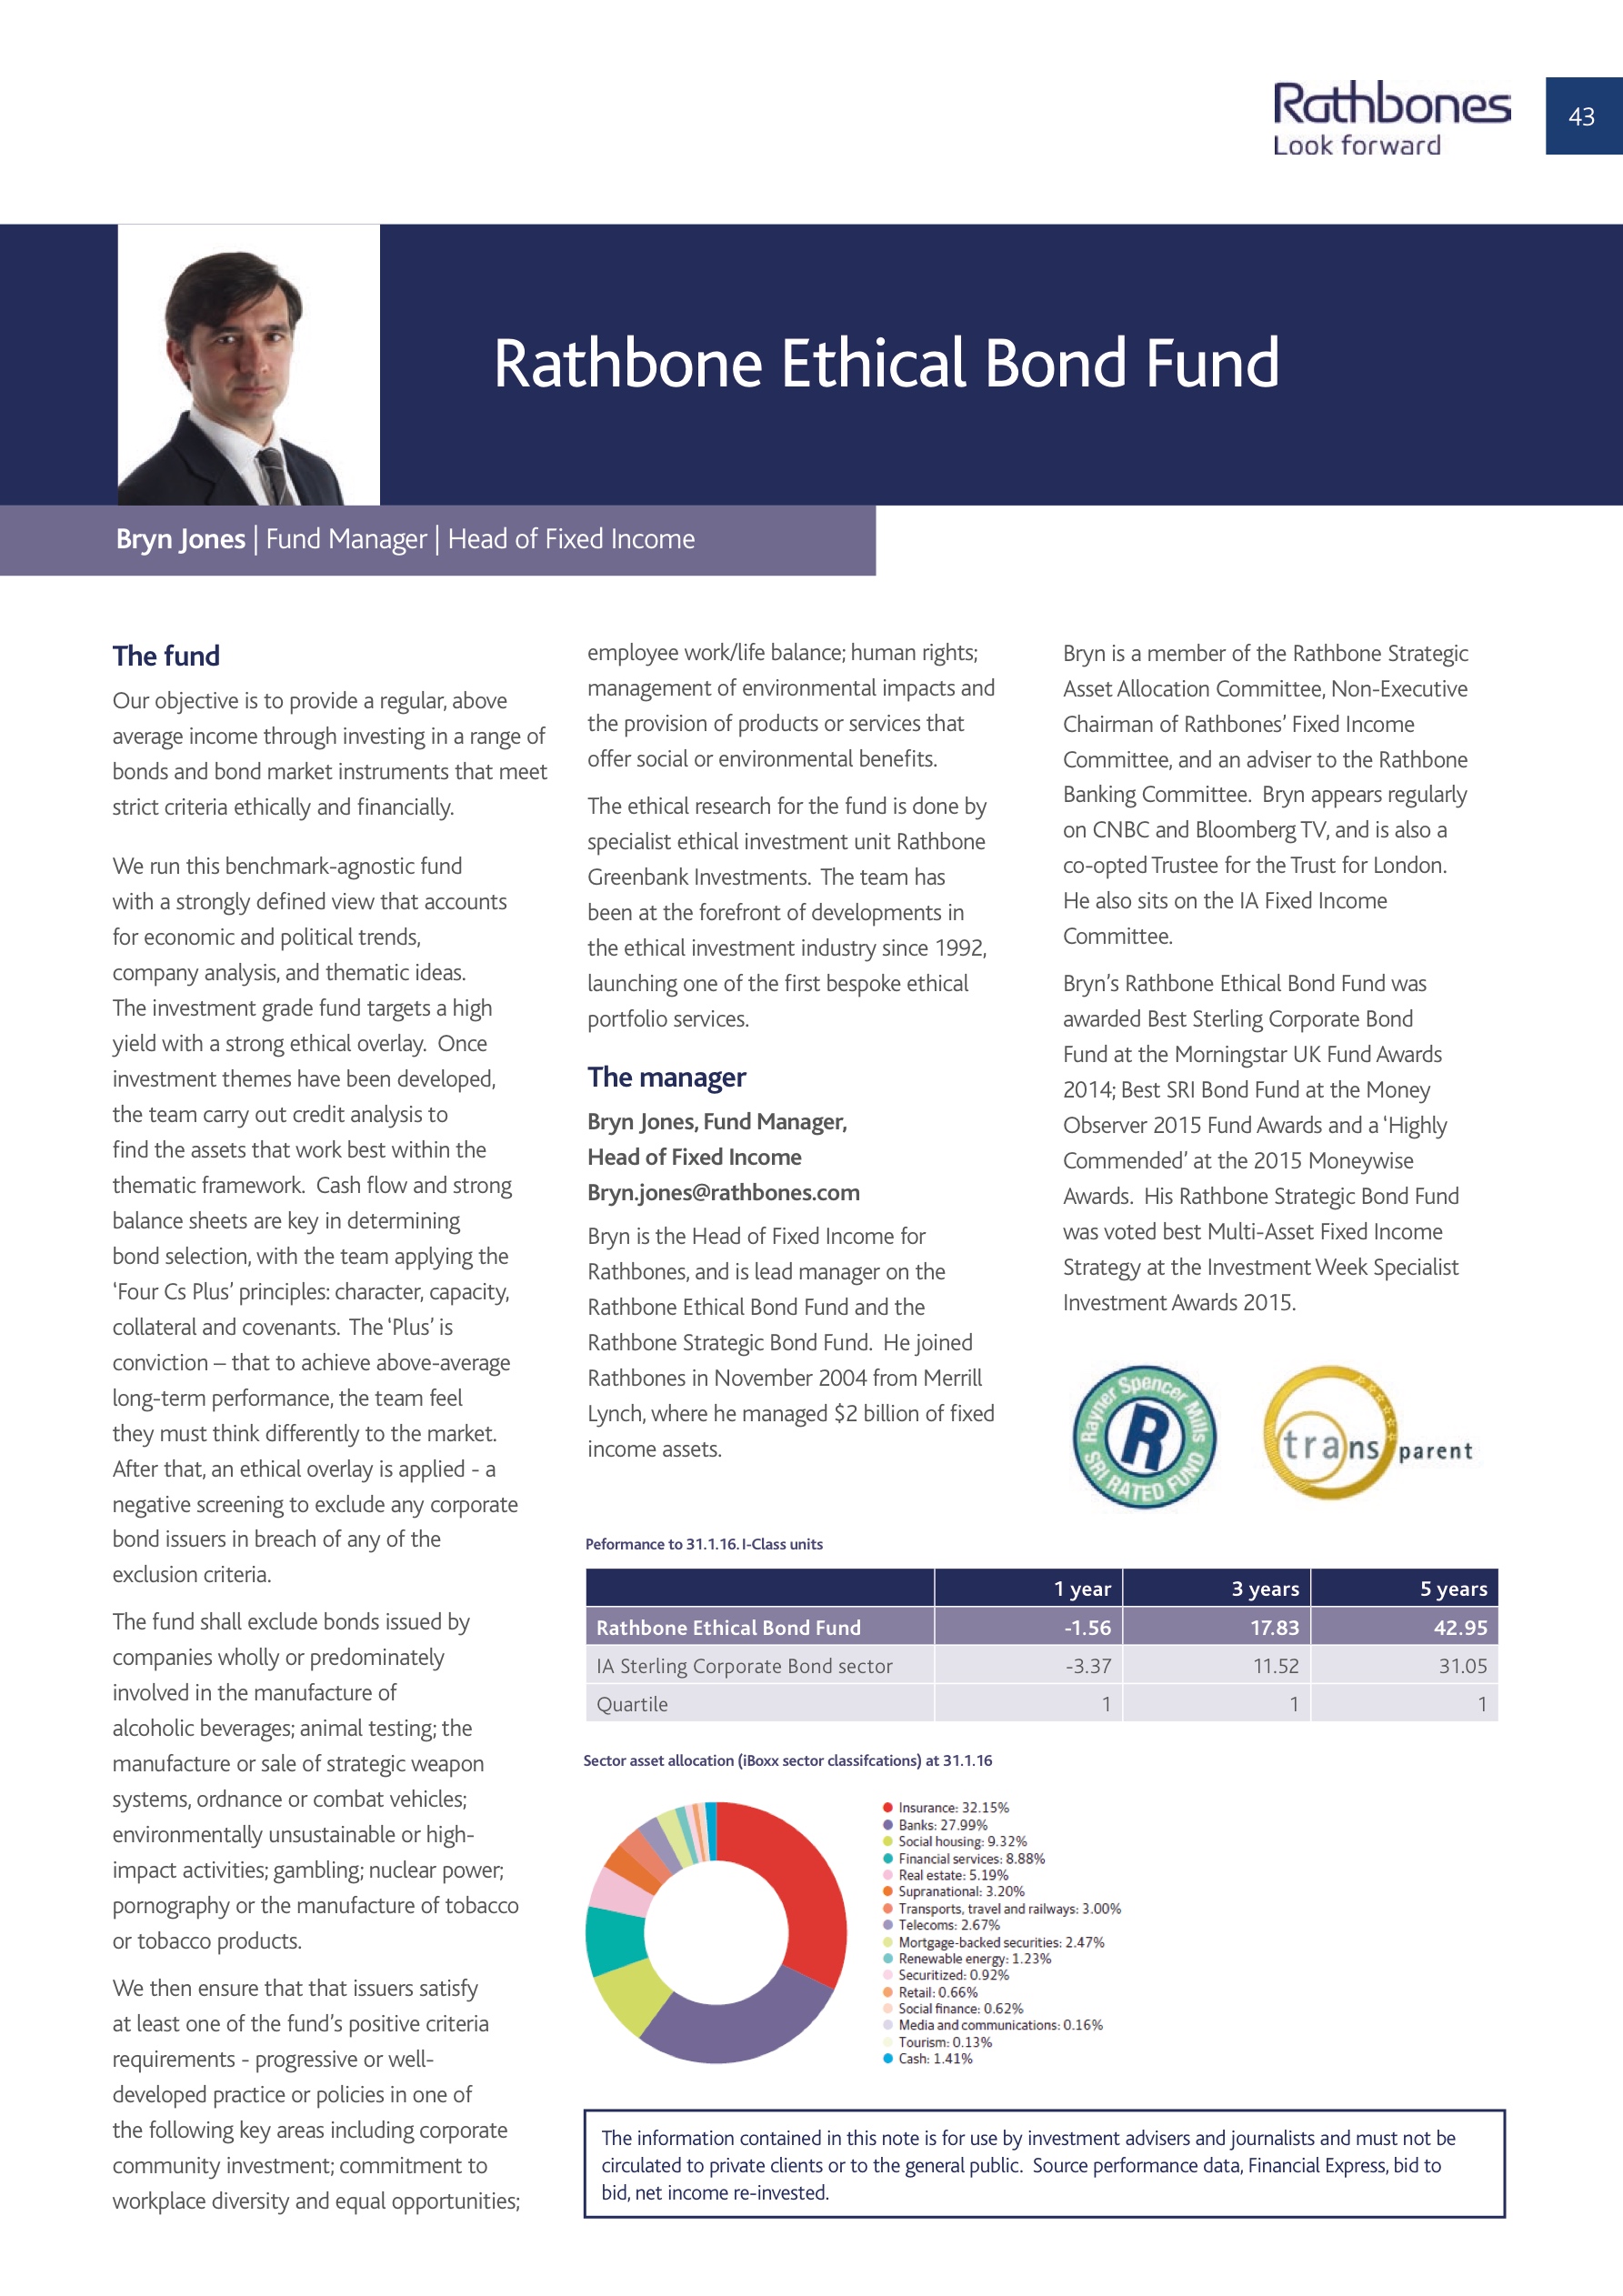 Rathbones
Look forward
43
Rathbone Ethical Bond Fund
Bryn Jones | Fund Manager | Head of Fixed Income
The fund
Our objective is to provide a regular, above
average income through investing in a range of
bonds and bond market instruments that meet
strict criteria ethically and financially.
We run this benchmark-agnostic fund
with a strongly defined view that accounts
for economic and political trends,
company analysis, and thematic ideas.
The investment grade fund targets a high
yield with a strong ethical overlay. Once
investment themes have been developed,
the team carry out credit analysis to
find the assets that work best within the
thematic framework. Cash flow and strong
balance sheets are key in determining
bond selection, with the team applying the
‘Four Cs Plus’ principles: character, capacity,
collateral and covenants. The ‘Plus’ is
conviction – that to achieve above-average
long-term performance, the team feel
they must think differently to the market.
After that, an ethical overlay is applied - a
negative screening to exclude any corporate
bond issuers in breach of any of the
exclusion criteria.
The fund shall exclude bonds issued by
companies wholly or predominately
involved in the manufacture of
alcoholic beverages; animal testing; the
manufacture or sale of strategic weapon
systems, ordnance or combat vehicles;
environmentally unsustainable or high-
impact activities; gambling; nuclear power;
pornography or the manufacture of tobacco
or tobacco products.
We then ensure that that issuers satisfy
at least one of the fund’s positive criteria
requirements - progressive or well-
developed practice or policies in one of
the following key areas including corporate
community investment; commitment to
workplace diversity and equal opportunities;
employee work/life balance; human rights;
management of environmental impacts and
the provision of products or services that
offer social or environmental benefits.
The ethical research for the fund is done by
specialist ethical investment unit Rathbone
Greenbank Investments. The team has
been at the forefront of developments in
the ethical investment industry since 1992,
launching one of the first bespoke ethical
portfolio services.
The manager
Bryn Jones, Fund Manager,
Head of Fixed Income
Bryn.jones@rathbones.com
Bryn is the Head of Fixed Income for
Rathbones, and is lead manager on the
Rathbone Ethical Bond Fund and the
Rathbone Strategic Bond Fund. He joined
Rathbones in November 2004 from Merrill
Lynch, where he managed $2 billion of fixed
income assets.
Bryn is a member of the Rathbone Strategic
Asset Allocation Committee, Non-Executive
Chairman of Rathbones’ Fixed Income
Committee, and an adviser to the Rathbone
Banking Committee. Bryn appears regularly
on CNBC and Bloomberg TV, and is also a
co-opted Trustee for the Trust for London.
He also sits on the IA Fixed Income
Committee.
Bryn’s Rathbone Ethical Bond Fund was
awarded Best Sterling Corporate Bond
Fund at the Morningstar UK Fund Awards
2014; Best SRI Bond Fund at the Money
Observer 2015 Fund Awards and a ‘Highly
Commended’ at the 2015 Moneywise
Awards. His Rathbone Strategic Bond Fund
was voted best Multi-Asset Fixed Income
Strategy at the Investment Week Specialist
Investment Awards 2015.
Rayner Spencer Mills
R
SRI RATED FUND
transparent
Peformance to 31.1.16. I-Class units
1 year 3 years 5 years
Rathbone Ethical Bond Fund -1.56 17.83 42.95
IA Sterling Corporate Bond sector -3.37 11.52 31.05
Quartile 1 1 1
Sector asset allocation (iBoxx sector classifcations) at 31.1.16
Insurance: 32.15%
Banks: 27.99%
Social housing: 9.32%
Financial services: 8.88%
Real estate: 5.19%
Supranational: 3.20%
Transports, travel and railways: 3.00%
Telecoms: 2.67%
Mortgage-backed securities: 2.47%
Renewable energy: 1.23%
Securitized: 0.92%
Retail: 0.66%
Social finance: 0.62%
Media and communications: 0.16%
Tourism: 0.13%
Cash: 1.41%
The information contained in this note is for use by investment advisers and journalists and must not be
circulated to private clients or to the general public. Source performance data, Financial Express, bid to
bid, net income re-invested.